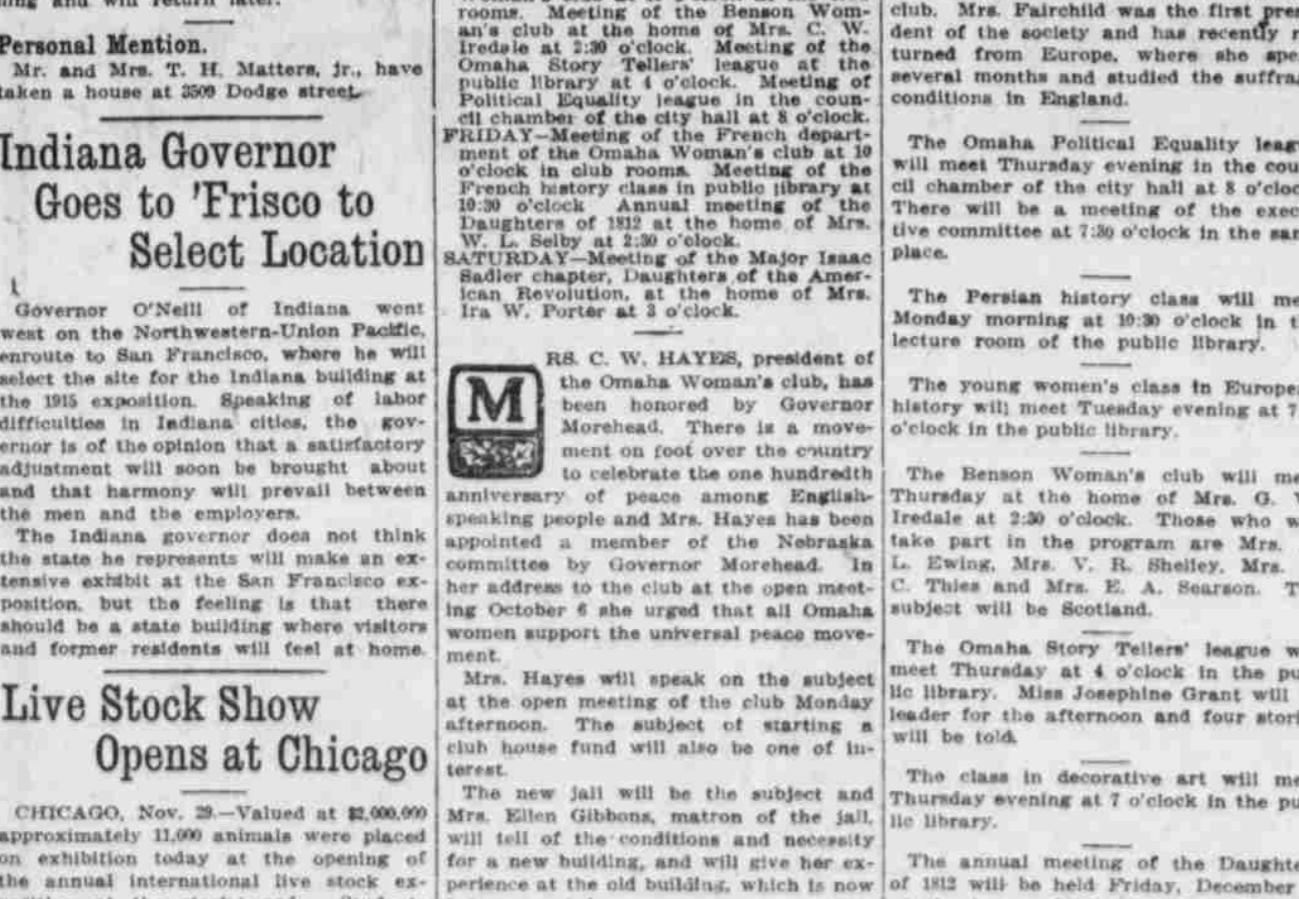 Personal Mention.
Mr. and Mrs. T. H. Matters, jr., have
taken a house at 3509 Dodge street.
Indiana Governor
Goes to 'Frisco to
Select Location
Governor O'Neill of Indiana went
west on the Northwestern-Union Pacific,
enroute to San Francisco, where he will
select the site for the Indiana building at
the 1915 exposition. Speaking of labor
difficulties in Indiana cities, the gov-
ernor is of the opinion that a satisfactory
adjustment will soon be brought about
and that harmony will prevail between
the men and the employers.
The Indiana governor does not think
the state he represents will make an ex-
tensive exhibit at the San Francisco ex-
position, but the feeling is that there
should be a state building where visitors
and former residents will feel at home.
Live Stock Show
Opens at Chicago
CHICAGO, Nov. 29.—Valued at $2,000,000
approximately 11,000 animals were placed
on exhibition today at the opening of
the annual international live stock ex-
rooms. Meeting of the Benson Wom-
an's club at the home of Mrs. C. W.
Iredale at 2:30 o'clock. Meeting of the
Omaha Story Tellers' league at the
public library at 4 o'clock. Meeting of
Political Equality league in the coun-
cil chamber of the city hall at 8 o'clock.
FRIDAY—Meeting of the French depart-
ment of the Omaha Woman's club at 10
o'clock in club rooms. Meeting of the
French history class in public library at
10:30 o'clock Annual meeting of the
Daughters of 1812 at the home of Mrs.
W. L. Selby at 2:30 o'clock.
SATURDAY—Meeting of the Major Isaac
Sadler chapter, Daughters of the Amer-
ican Revolution, at the home of Mrs.
Ira W. Porter at 3 o'clock.
MRS. C. W. HAYES, president of
the Omaha Woman's club, has
been honored by Governor
Morehead. There is a move-
ment on foot over the country
to celebrate the one hundredth
anniversary of peace among English-
speaking people and Mrs. Hayes has been
appointed a member of the Nebraska
committee by Governor Morehead. In
her address to the club at the open meet-
ing October 6 she urged that all Omaha
women support the universal peace move-
ment.
Mrs. Hayes will speak on the subject
at the open meeting of the club Monday
afternoon. The subject of starting a
club house fund will also be one of in-
terest.
The new jail will be the subject and
Mrs. Ellen Gibbons, matron of the jail,
will tell of the conditions and necessity
for a new building, and will give her ex-
perience at the old building, which is now
club. Mrs. Fairchild was the first pres
dent of the society and has recently r
turned from Europe, where she spe
several months and studied the suffra
conditions in England.
The Omaha Political Equality leag
will meet Thursday evening in the cou
cil chamber of the city hall at 8 o'cloc
There will be a meeting of the exec
tive committee at 7:30 o'clock in the sam
place.
The Persian history class will me
Monday morning at 10:30 o'clock in t
lecture room of the public library.
The young women's class in Europe
history will meet Tuesday evening at 7
o'clock in the public library.
The Benson Woman's club will me
Thursday at the home of Mrs. G. W
Iredale at 2:30 o'clock. Those who w
take part in the program are Mrs.
L. Ewing, Mrs. V. R. Shelley, Mrs.
C. Thies and Mrs. E. A. Searson. T
subject will be Scotland.
The Omaha Story Tellers' league w
meet Thursday at 4 o'clock in the pu
lic library. Miss Josephine Grant will
leader for the afternoon and four stori
will be told.
The class in decorative art will me
Thursday evening at 7 o'clock in the pu
lic library.
The annual meeting of the Daughte
of 1812 will be held Friday, December